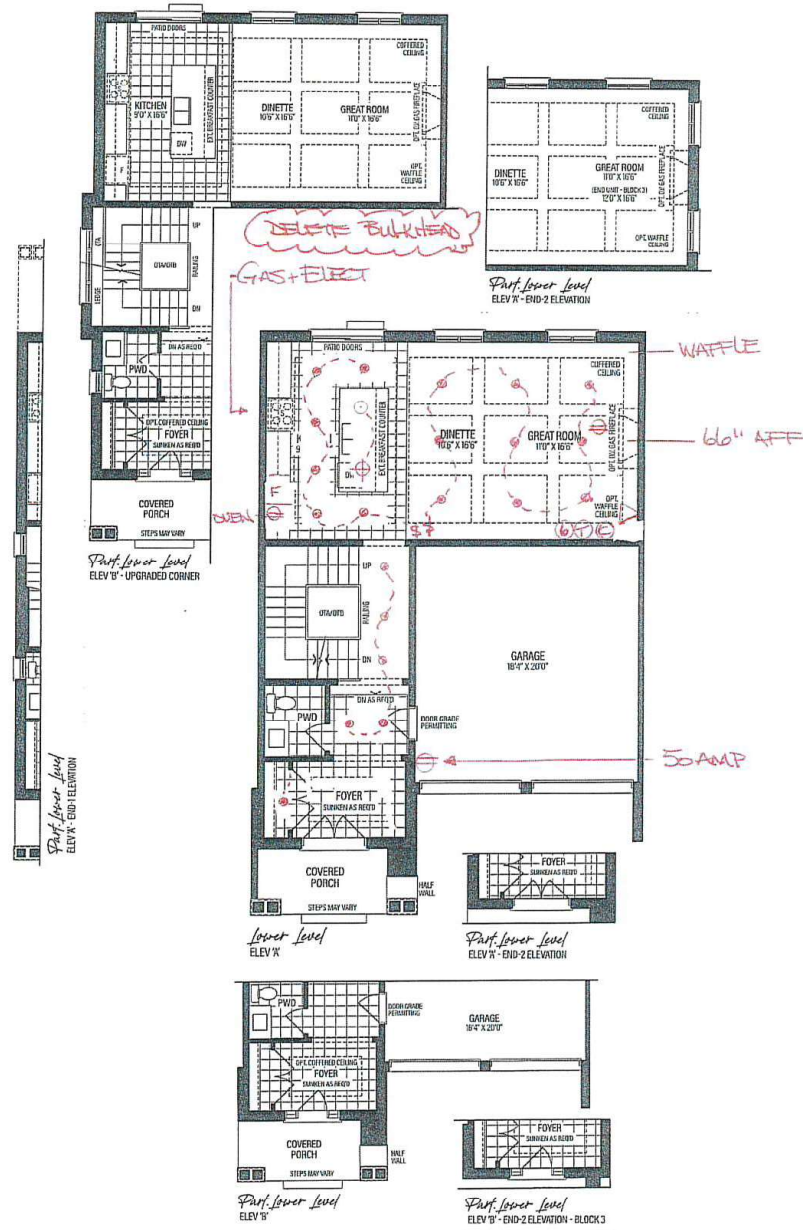 PATIO DOORS
COFFERED
CEILING
KITCHEN
9'0" X 16'6"
EXT. BREAKFAST COUNTER
DW
F
DINETTE
10'6" X 16'6"
GREAT ROOM
11'0" X 16'6"
OPT. D.V. GAS FIREPLACE
OPT.
WAFFLE
CEILING
COFFERED
CEILING
DINETTE
10'6" X 16'6"
GREAT ROOM
11'0" X 16'6"
(END UNIT - BLOCK 3)
12'0" X 16'6"
OPT. D.V. GAS FIREPLACE
OPT. WAFFLE
CEILING
Part. Lower Level
ELEV 'A' - END-2 ELEVATION
DELETE BULKHEAD
GAS + ELECT
UP
OTA/OTB
RAILING
OTA
LEDGE
DN
DN AS REQ'D
PWD
OPT. COFFERED CEILING
FOYER
SUNKEN AS REQ'D
COVERED
PORCH
STEPS MAY VARY
Part. Lower Level
ELEV 'B' - UPGRADED CORNER
Part. Lower Level
ELEV 'A' - END-1 ELEVATION
PATIO DOORS
COFFERED
CEILING
WAFFLE
EXT. BREAKFAST COUNTER
DINETTE
10'6" X 16'6"
GREAT ROOM
11'0" X 16'6"
OPT. D.V. GAS FIREPLACE
66" AFF
F
OVEN
OPT.
WAFFLE
CEILING
UP
OTA/OTB
RAILING
DN
DN AS REQ'D
PWD
GARAGE
18'4" X 20'0"
DOOR GRADE
PERMITTING
50 AMP
FOYER
SUNKEN AS REQ'D
COVERED
PORCH
HALF
WALL
STEPS MAY VARY
Lower Level
ELEV 'A'
FOYER
SUNKEN AS REQ'D
Part. Lower Level
ELEV 'A' - END-2 ELEVATION
PWD
DOOR GRADE
PERMITTING
GARAGE
18'4" X 20'0"
OPT. COFFERED CEILING
FOYER
SUNKEN AS REQ'D
COVERED
PORCH
HALF
WALL
STEPS MAY VARY
Part. Lower Level
ELEV 'B'
FOYER
SUNKEN AS REQ'D
Part. Lower Level
ELEV 'B' - END-2 ELEVATION - BLOCK 3